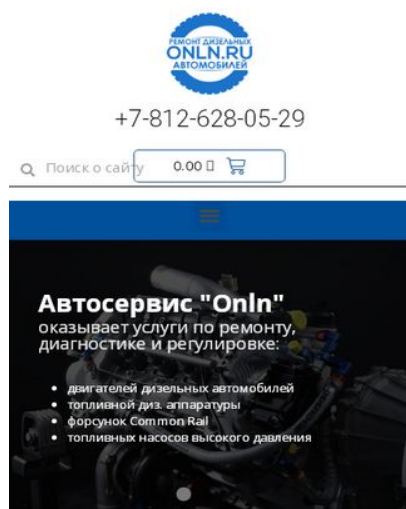 РЕМОНТ ДИЗЕЛЬНЫХ
ONLN.RU
АВТОМОБИЛЕЙ
+7-812-628-05-29
Поиск о сайту
0.00
Автосервис "Onln"
оказывает услуги по ремонту,
диагностике и регулировке:
• двигателей дизельных автомобилей
• топливной диз. аппаратуры
• форсунок Common Rail
• топливных насосов высокого давления